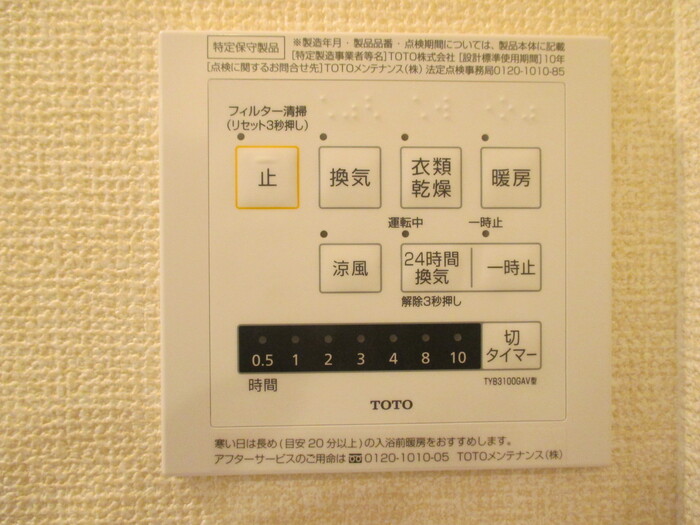 特定保守製品
※製造年月・製品品番・点検期間については、製品本体に記載
[特定製造事業者等名]TOTO株式会社 [設計標準使用期間]10年
[点検に関するお問合せ先]TOTOメンテナンス(株) 法定点検事務局0120-1010-85
フィルター清掃
(リセット3秒押し)
止
換気
衣類
乾燥
暖房
運転中
一時止
涼風
24時間
換気
一時止
解除3秒押し
0.5 1 2 3 4 8 10
時間
切
タイマー
TYB3100GAV型
TOTO
寒い日は長め(目安20分以上)の入浴前暖房をおすすめします。
アフターサービスのご用命は 0120-1010-05 TOTOメンテナンス(株)